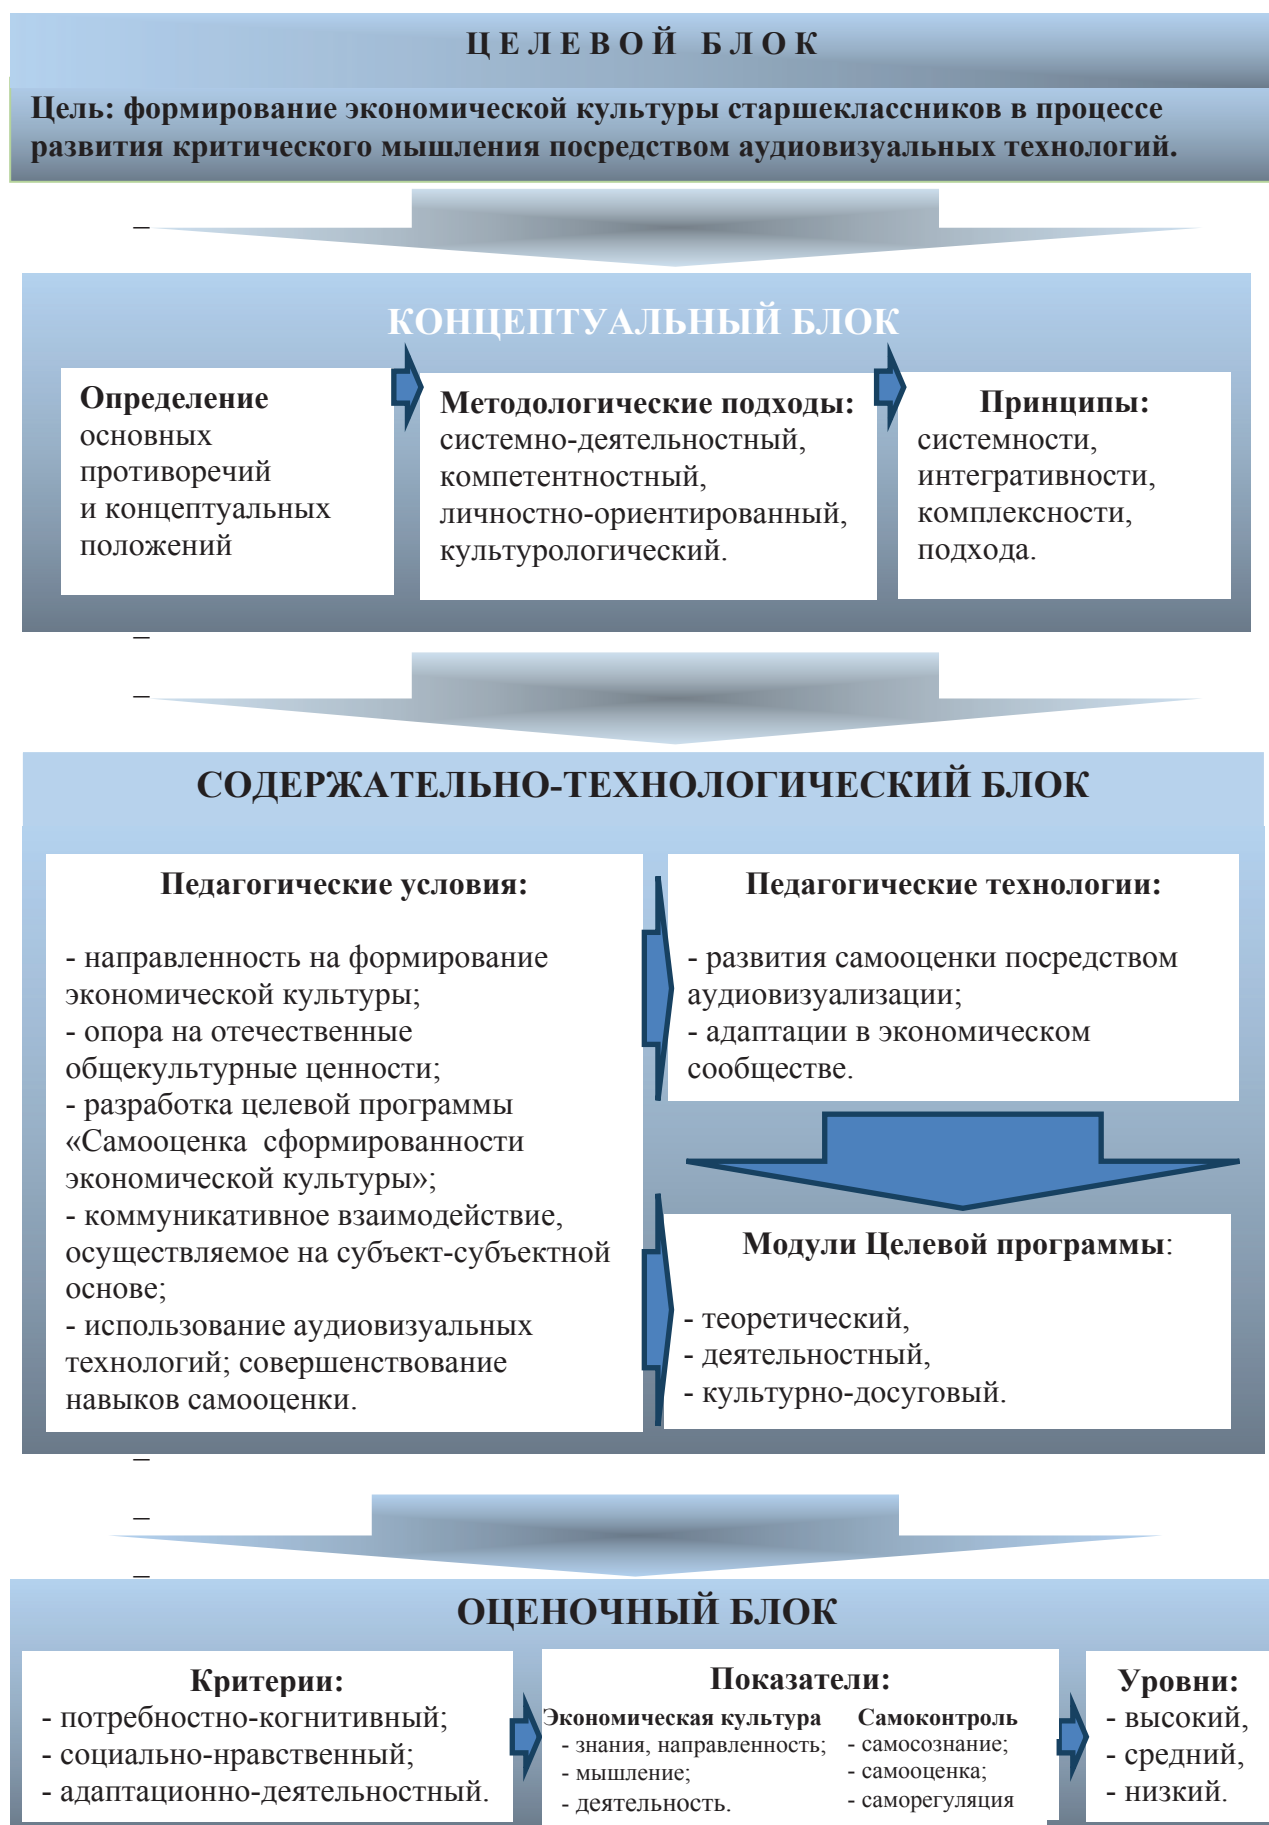 ЦЕЛЕВОЙ БЛОК
Цель: формирование экономической культуры старшеклассников в процессе
развития критического мышления посредством аудиовизуальных технологий.
–
КОНЦЕПТУАЛЬНЫЙ БЛОК
Определение
основных
противоречий
и концептуальных
положений
Методологические подходы:
системно-деятельностный,
компетентностный,
личностно-ориентированный,
культурологический.
Принципы:
системности,
интегративности,
комплексности,
подхода.
–
–
СОДЕРЖАТЕЛЬНО-ТЕХНОЛОГИЧЕСКИЙ БЛОК
Педагогические условия:
- направленность на формирование
экономической культуры;
- опора на отечественные
общекультурные ценности;
- разработка целевой программы
«Самооценка сформированности
экономической культуры»;
- коммуникативное взаимодействие,
осуществляемое на субъект-субъектной
основе;
- использование аудиовизуальных
технологий; совершенствование
навыков самооценки.
Педагогические технологии:
- развития самооценки посредством
аудиовизуализации;
- адаптации в экономическом
сообществе.
Модули Целевой программы:
- теоретический,
- деятельностный,
- культурно-досуговый.
–
–
–
ОЦЕНОЧНЫЙ БЛОК
Критерии:
- потребностно-когнитивный;
- социально-нравственный;
- адаптационно-деятельностный.
Показатели:
Экономическая культура
- знания, направленность;
- мышление;
- деятельность.
Самоконтроль
- самосознание;
- самооценка;
- саморегуляция
Уровни:
- высокий,
- средний,
- низкий.